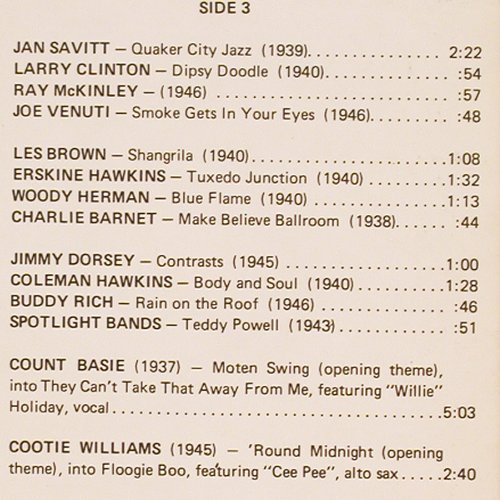 SIDE 3
JAN SAVITT – Quaker City Jazz (1939). . . . . . . . . . . . . . 2:22
LARRY CLINTON – Dipsy Doodle (1940). . . . . . . . . . . . . :54
RAY McKINLEY – (1946) . . . . . . . . . . . . . . . . . . . . . . . . . :57
JOE VENUTI – Smoke Gets In Your Eyes (1946). . . . . . . . :48
LES BROWN – Shangrila (1940). . . . . . . . . . . . . . . . . . . . .1:08
ERSKINE HAWKINS – Tuxedo Junction (1940) . . . . . . . . .1:32
WOODY HERMAN – Blue Flame (1940) . . . . . . . . . . . . . .1:13
CHARLIE BARNET – Make Believe Ballroom (1938). . . . . . :44
JIMMY DORSEY – Contrasts (1945) . . . . . . . . . . . . . . . . .1:00
COLEMAN HAWKINS – Body and Soul (1940) . . . . . . . . . .1:28
BUDDY RICH – Rain on the Roof (1946) . . . . . . . . . . . . . . :46
SPOTLIGHT BANDS – Teddy Powell (1943) . . . . . . . . . . . . :51
COUNT BASIE (1937) – Moten Swing (opening theme),
into They Can't Take That Away From Me, featuring "Willie"
Holiday, vocal . . . . . . . . . . . . . . . . . . . . . . . . . . . . . . . . . .5:03
COOTIE WILLIAMS (1945) – 'Round Midnight (opening
theme), into Floogie Boo, featuring "Cee Pee", alto sax . . . . .2:40